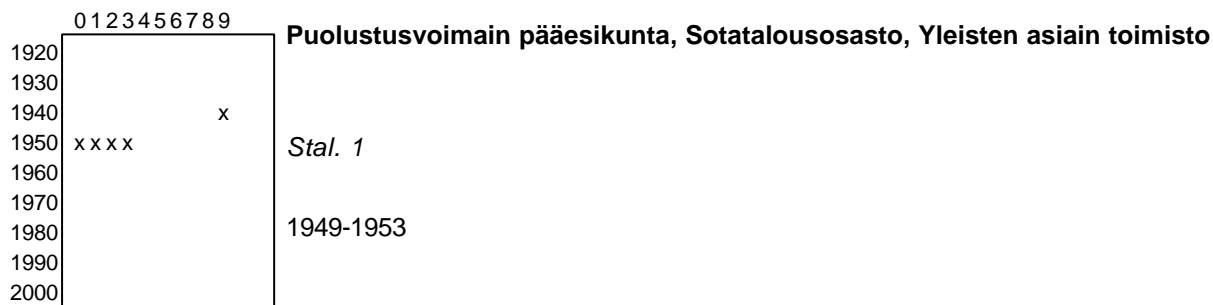 0123456789
Puolustusvoimain pääesikunta, Sotatalousosasto, Yleisten asiain toimisto
1920
1930
1940 x
1950 xxxx
Stal. 1
1960
1970
1980
1949-1953
1990
2000